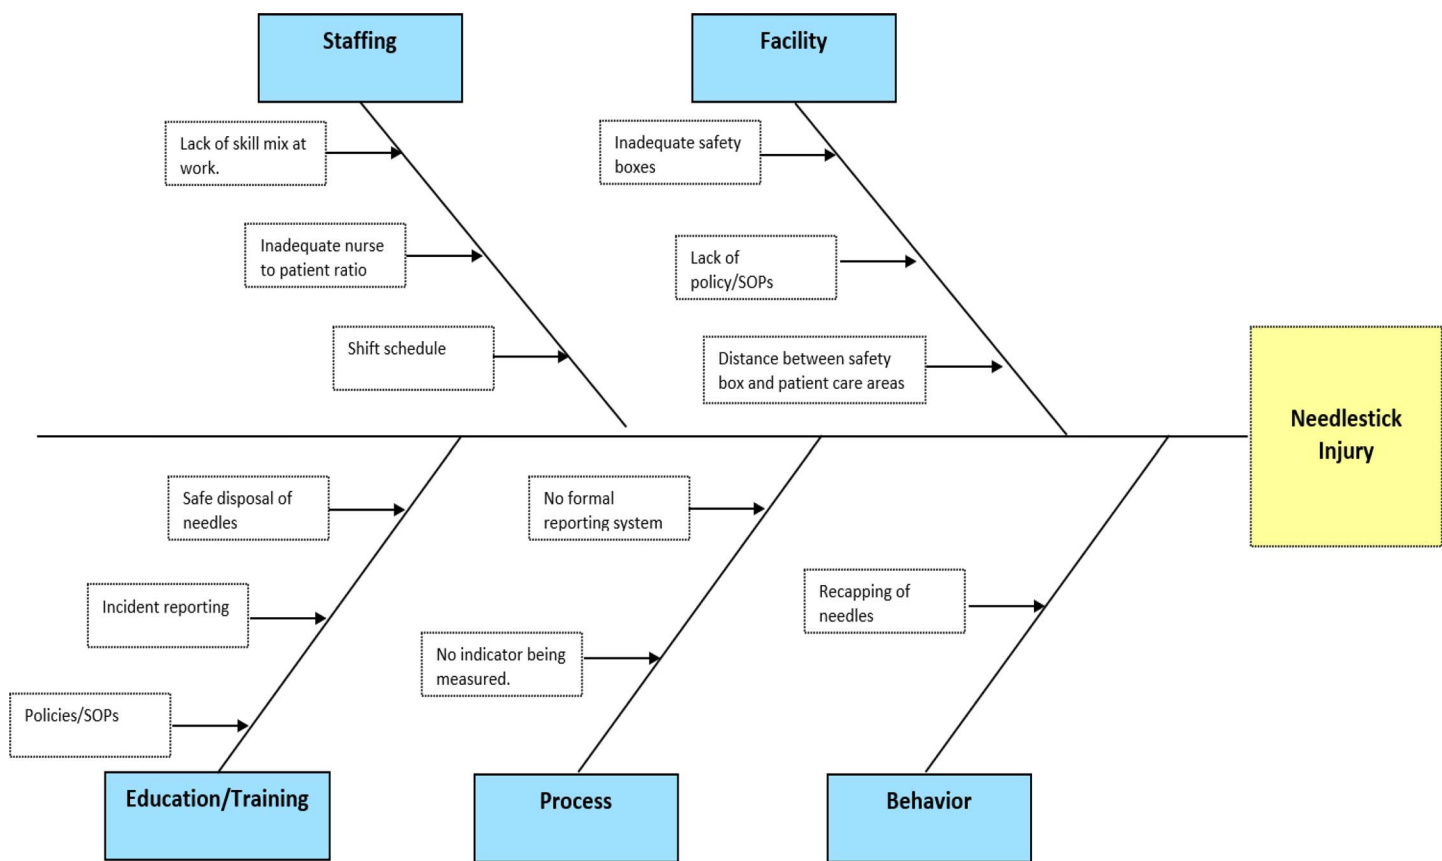 Staffing
Facility
Lack of skill mix at
work.
Inadequate safety
boxes
Inadequate nurse
to patient ratio
Lack of
policy/SOPs
Shift schedule
Distance between safety
box and patient care areas
Needlestick
Injury
Safe disposal of
needles
No formal
reporting system
Incident reporting
Recapping of
needles
No indicator being
measured.
Policies/SOPs
Education/Training
Process
Behavior